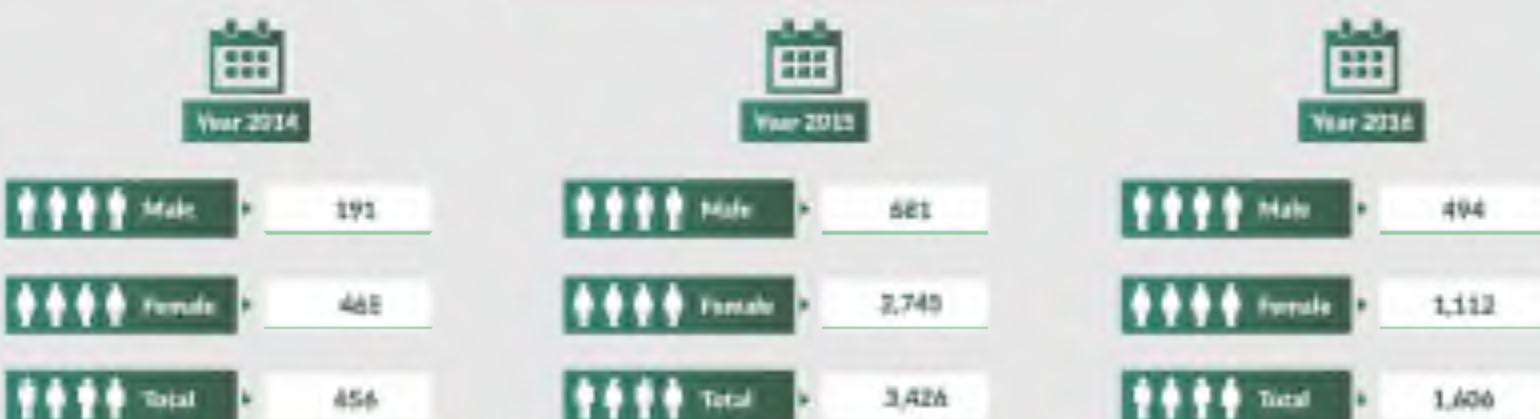 Year 2014 Year 2015 Year 2016
Male 191 Male 681 Male 494
Female 465 Female 2,745 Female 1,112
Total 656 Total 3,426 Total 1,606